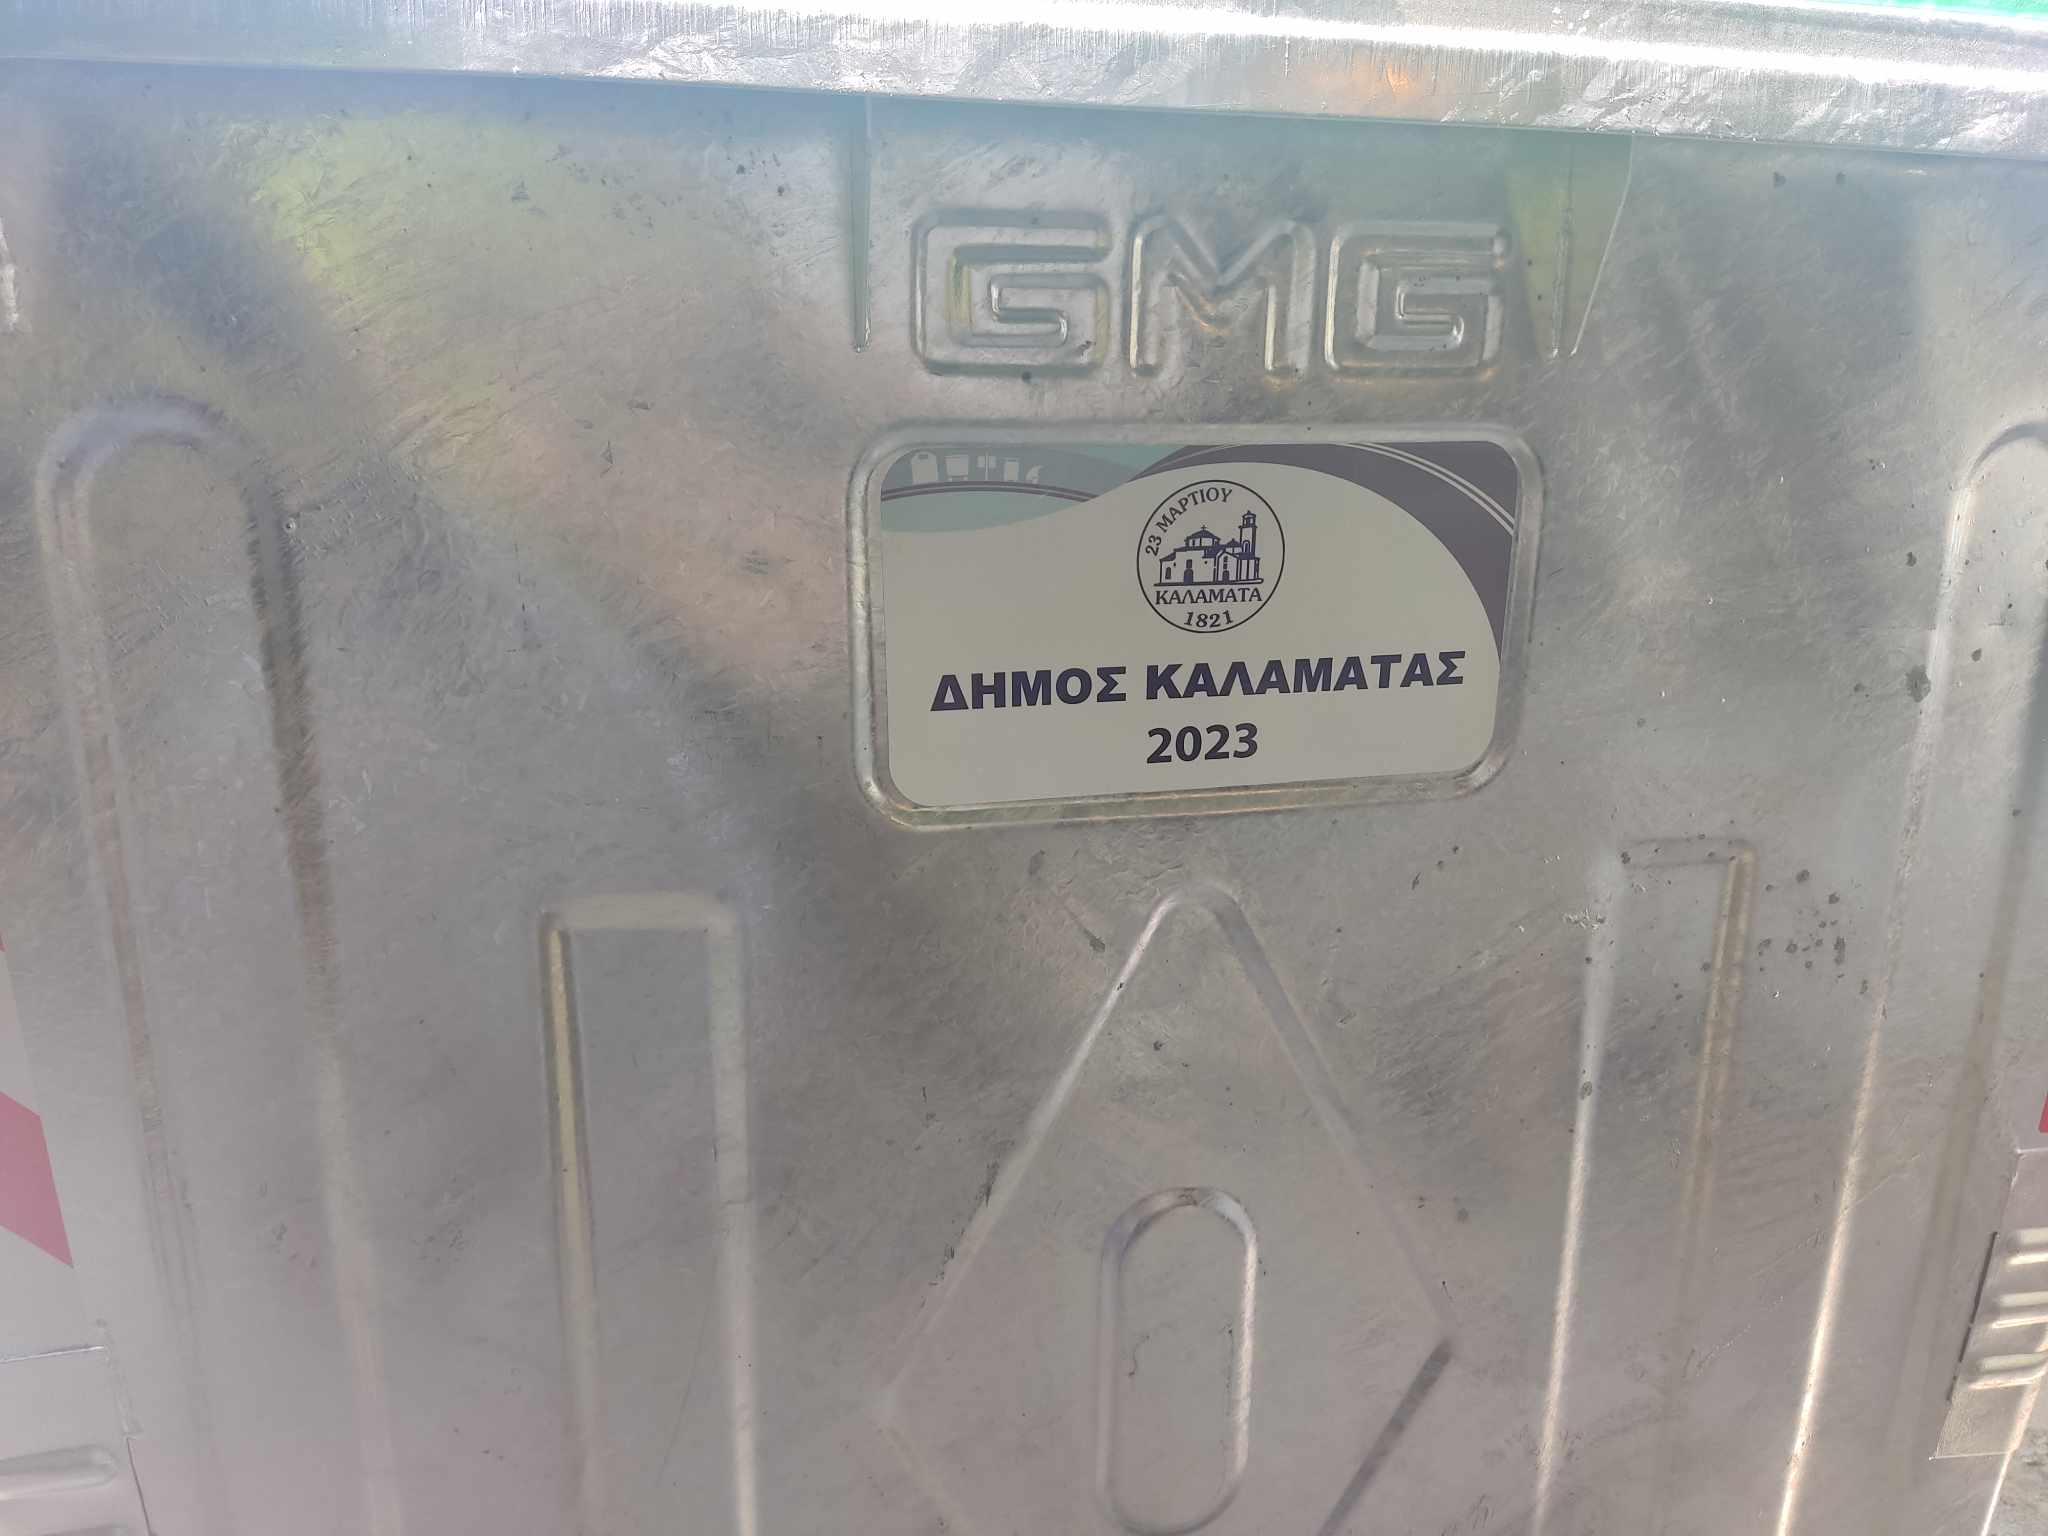 GMG
23 ΜΑΡΤΙΟΥ
ΚΑΛΑΜΑΤΑ
1821
ΔΗΜΟΣ ΚΑΛΑΜΑΤΑΣ
2023